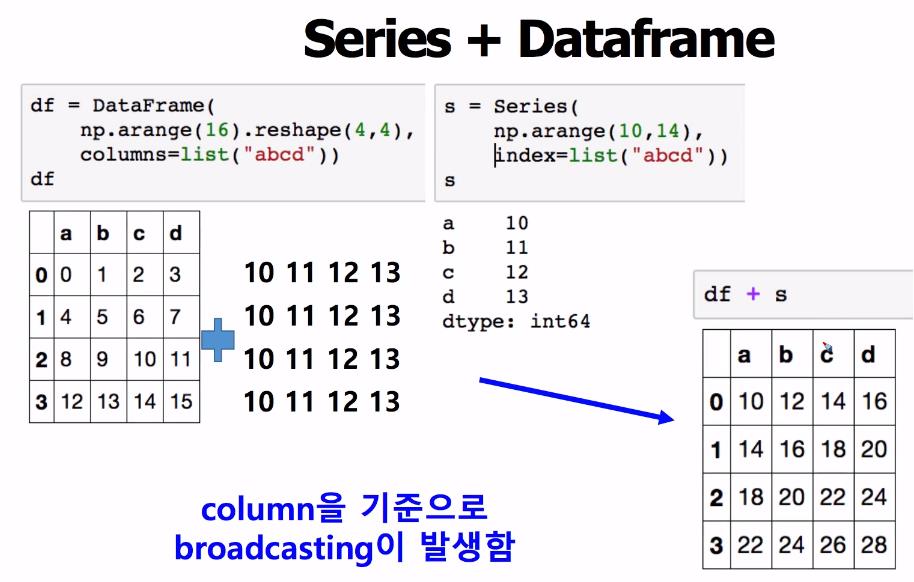 Series + Dataframe
df = DataFrame(
np.arange(16).reshape(4,4),
columns=list("abcd"))
df
s = Series(
np.arange(10,14),
index=list("abcd"))
s
a b c d
0 0 1 2 3
1 4 5 6 7
2 8 9 10 11
3 12 13 14 15
10 11 12 13
10 11 12 13
10 11 12 13
10 11 12 13
a 10
b 11
c 12
d 13
dtype: int64
df + s
a b c d
0 10 12 14 16
1 14 16 18 20
2 18 20 22 24
3 22 24 26 28
column을 기준으로
broadcasting이 발생함